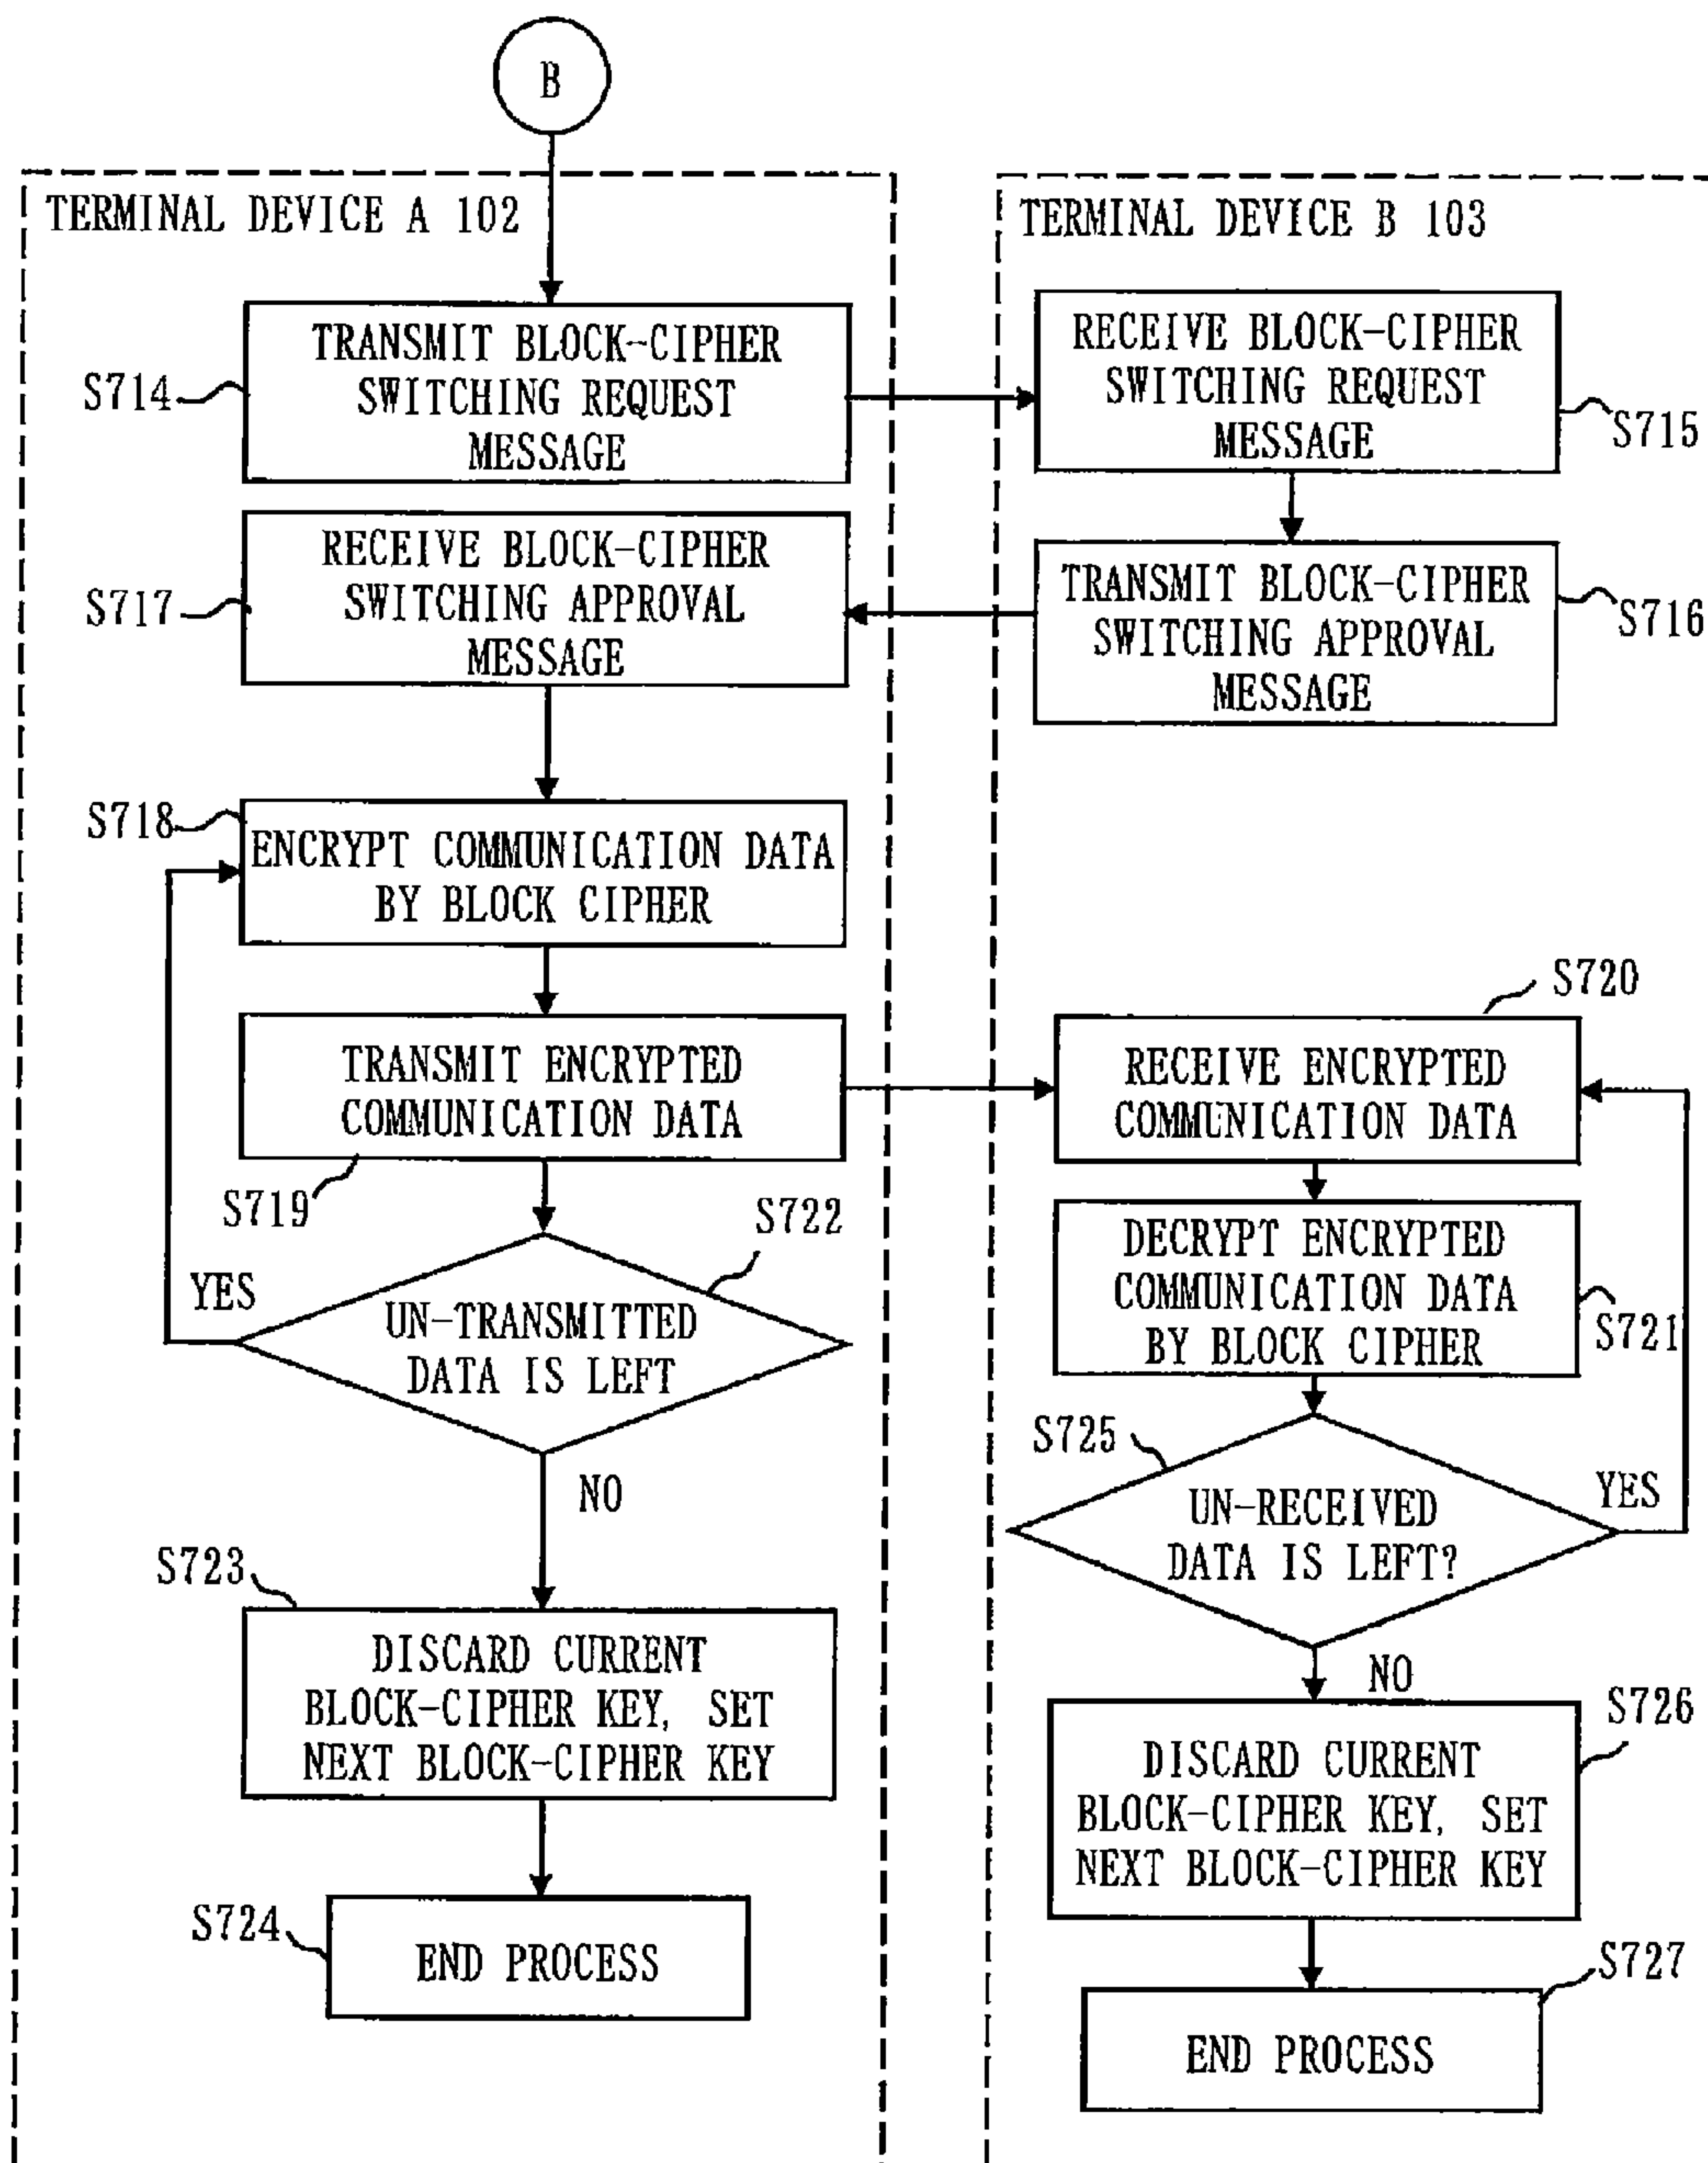 B
TERMINAL DEVICE A 102
TERMINAL DEVICE B 103
S714
TRANSMIT BLOCK-CIPHER
SWITCHING REQUEST
MESSAGE
RECEIVE BLOCK-CIPHER
SWITCHING REQUEST
MESSAGE
S715
S717
RECEIVE BLOCK-CIPHER
SWITCHING APPROVAL
MESSAGE
TRANSMIT BLOCK-CIPHER
SWITCHING APPROVAL
MESSAGE
S716
S718
ENCRYPT COMMUNICATION DATA
BY BLOCK CIPHER
TRANSMIT ENCRYPTED
COMMUNICATION DATA
S719
S720
RECEIVE ENCRYPTED
COMMUNICATION DATA
DECRYPT ENCRYPTED
COMMUNICATION DATA
BY BLOCK CIPHER
S721
S722
YES
UN-TRANSMITTED
DATA IS LEFT
NO
S725
UN-RECEIVED
DATA IS LEFT?
YES
NO
S723
DISCARD CURRENT
BLOCK-CIPHER KEY, SET
NEXT BLOCK-CIPHER KEY
S726
DISCARD CURRENT
BLOCK-CIPHER KEY, SET
NEXT BLOCK-CIPHER KEY
S724
END PROCESS
S727
END PROCESS